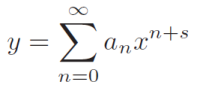 y = \sum_{n=0}^{\infty} a_n x^{n+s}